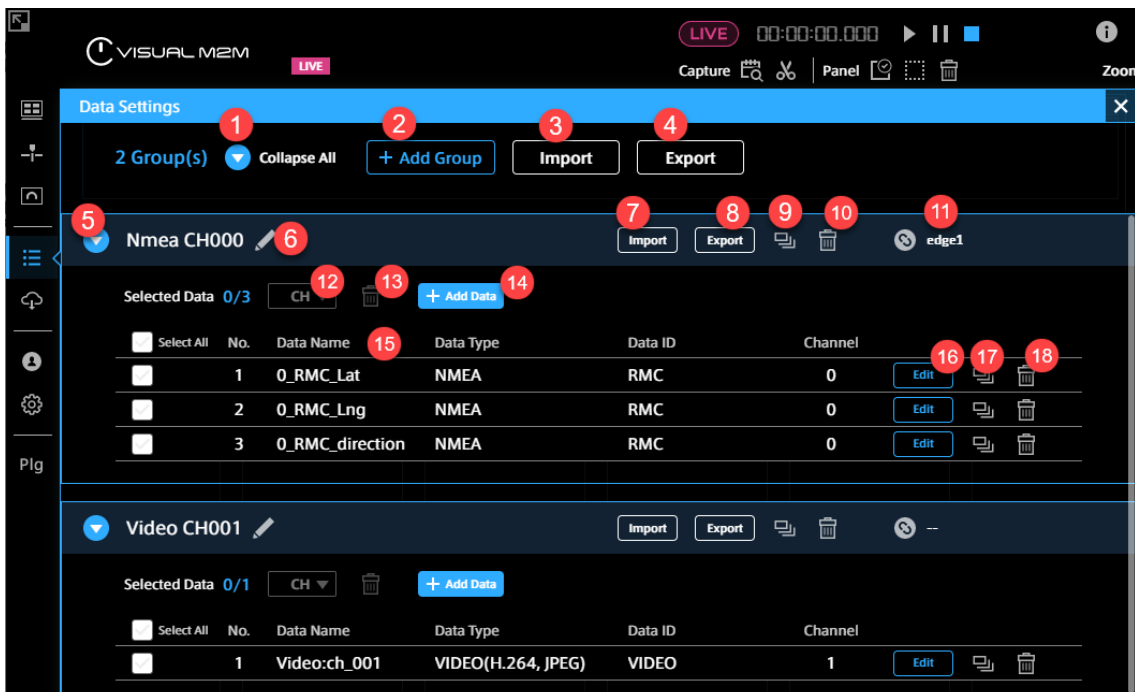 LIVE 00:00:00.000
VISUAL M2M
LIVE
Capture Panel Zoom
Data Settings
1 2 3 4
2 Group(s) Collapse All + Add Group Import Export
5 6 7 8 9 10 11
Nmea CH000 Import Export edge1
12 13 14
Selected Data 0/3 CH + Add Data
Select All No. Data Name 15 Data Type Data ID Channel
16 17 18
1 0_RMC_Lat NMEA RMC 0 Edit
2 0_RMC_Lng NMEA RMC 0 Edit
3 0_RMC_direction NMEA RMC 0 Edit
Plg
Video CH001 Import Export --
Selected Data 0/1 CH + Add Data
Select All No. Data Name Data Type Data ID Channel
1 Video:ch_001 VIDEO(H.264, JPEG) VIDEO 1 Edit